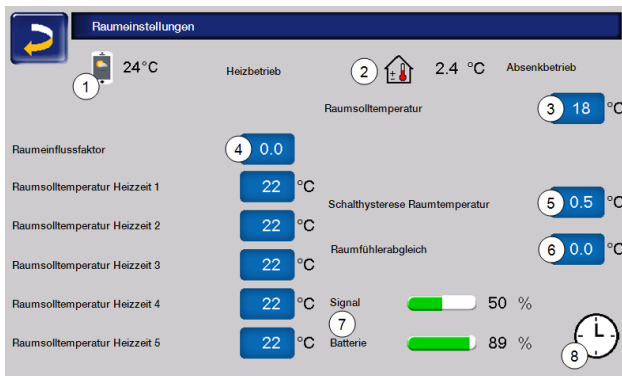 Raumeinstellungen
24°C
1
Heizbetrieb
2
2.4 °C
Absenkbetrieb
Raumsolltemperatur
3
18 °C
Raumeinflussfaktor
4
0.0
Raumsolltemperatur Heizzeit 1
22 °C
Schalthysterese Raumtemperatur
5
0.5 °C
Raumsolltemperatur Heizzeit 2
22 °C
Raumfühlerabgleich
6
0.0 °C
Raumsolltemperatur Heizzeit 3
22 °C
Raumsolltemperatur Heizzeit 4
22 °C
Signal
50 %
7
Raumsolltemperatur Heizzeit 5
22 °C
Batterie
89 %
8